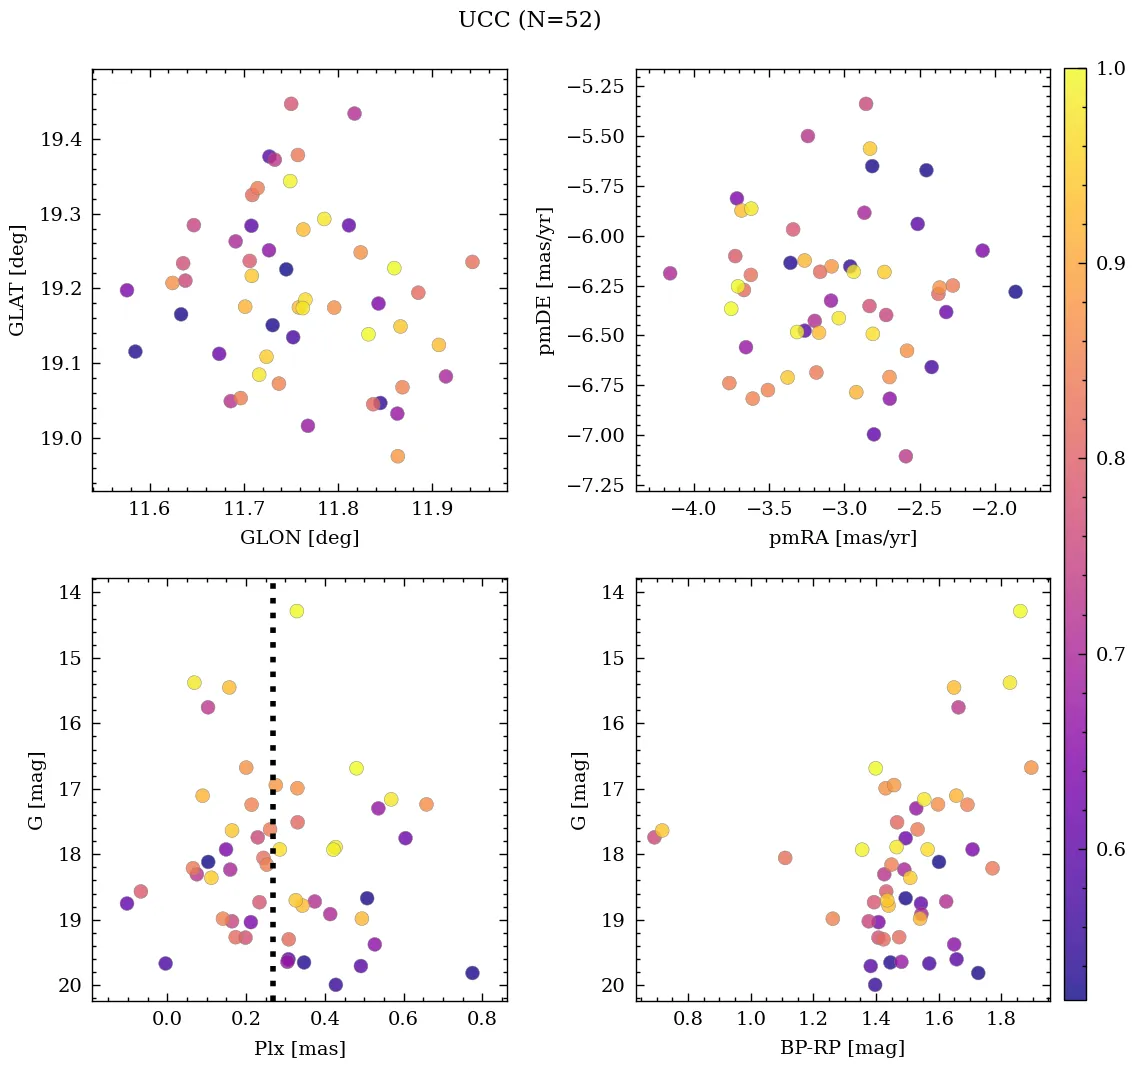 UCC (N=52)
19.4
19.3
19.2
19.1
19.0
GLAT [deg]
11.6 11.7 11.8 11.9
GLON [deg]
−5.25
−5.50
−5.75
−6.00
−6.25
−6.50
−6.75
−7.00
−7.25
pmDE [mas/yr]
−4.0 −3.5 −3.0 −2.5 −2.0
pmRA [mas/yr]
1.0
0.9
0.8
0.7
0.6
14
15
16
17
18
19
20
G [mag]
0.0 0.2 0.4 0.6 0.8
Plx [mas]
14
15
16
17
18
19
20
G [mag]
0.8 1.0 1.2 1.4 1.6 1.8
BP-RP [mag]